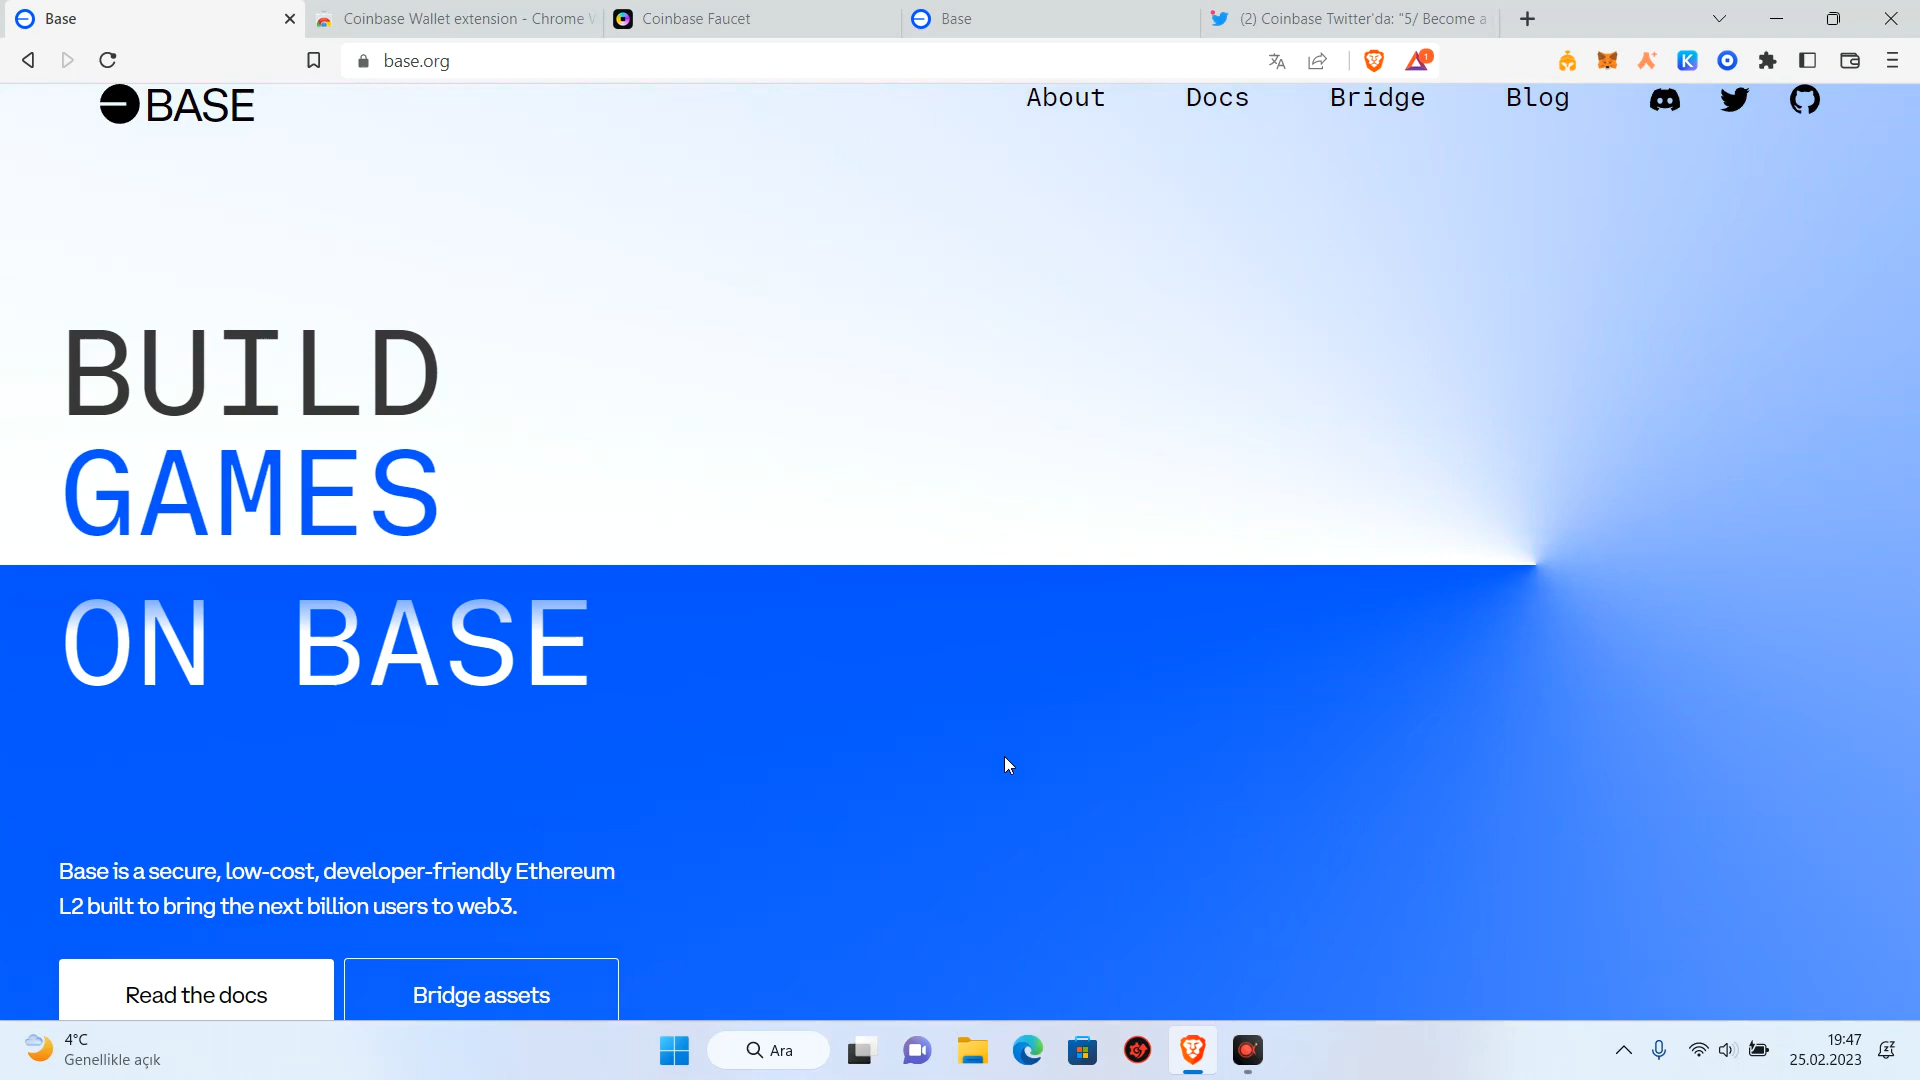 Base
Coinbase Wallet extension - Chrome W
Coinbase Faucet
Base
(2) Coinbase Twitter'da: "5/ Become a
base.org
1
K
BASE
About
Docs
Bridge
Blog
BUILD
GAMES
ON BASE
Base is a secure, low-cost, developer-friendly Ethereum
L2 built to bring the next billion users to web3.
Read the docs
Bridge assets
4°C
Genellikle açık
Ara
19:47
25.02.2023